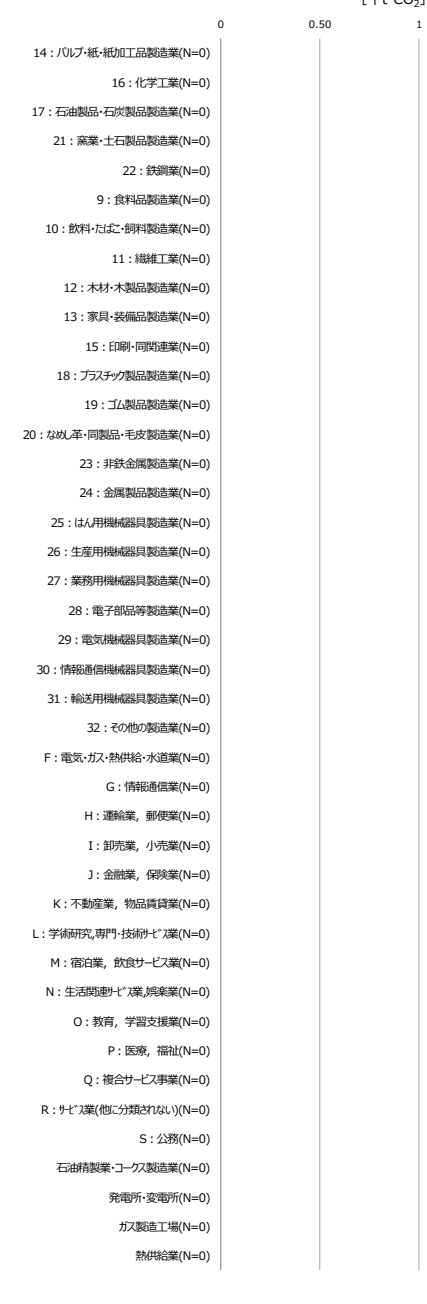 [千t-CO₂]
0 0.50 1
14：パルプ・紙・紙加工品製造業(N=0)
16：化学工業(N=0)
17：石油製品・石炭製品製造業(N=0)
21：窯業・土石製品製造業(N=0)
22：鉄鋼業(N=0)
9：食料品製造業(N=0)
10：飲料・たばこ・飼料製造業(N=0)
11：繊維工業(N=0)
12：木材・木製品製造業(N=0)
13：家具・装備品製造業(N=0)
15：印刷・同関連業(N=0)
18：プラスチック製品製造業(N=0)
19：ゴム製品製造業(N=0)
20：なめし革・同製品・毛皮製造業(N=0)
23：非鉄金属製造業(N=0)
24：金属製品製造業(N=0)
25：はん用機械器具製造業(N=0)
26：生産用機械器具製造業(N=0)
27：業務用機械器具製造業(N=0)
28：電子部品等製造業(N=0)
29：電気機械器具製造業(N=0)
30：情報通信機械器具製造業(N=0)
31：輸送用機械器具製造業(N=0)
32：その他の製造業(N=0)
F：電気・ガス・熱供給・水道業(N=0)
G：情報通信業(N=0)
H：運輸業，郵便業(N=0)
I：卸売業，小売業(N=0)
J：金融業，保険業(N=0)
K：不動産業，物品賃貸業(N=0)
L：学術研究,専門・技術ｻｰﾋﾞｽ業(N=0)
M：宿泊業，飲食サービス業(N=0)
N：生活関連ｻｰﾋﾞｽ業,娯楽業(N=0)
O：教育，学習支援業(N=0)
P：医療，福祉(N=0)
Q：複合サービス事業(N=0)
R：ｻｰﾋﾞｽ業(他に分類されない)(N=0)
S：公務(N=0)
石油精製業・コークス製造業(N=0)
発電所・変電所(N=0)
ガス製造工場(N=0)
熱供給業(N=0)